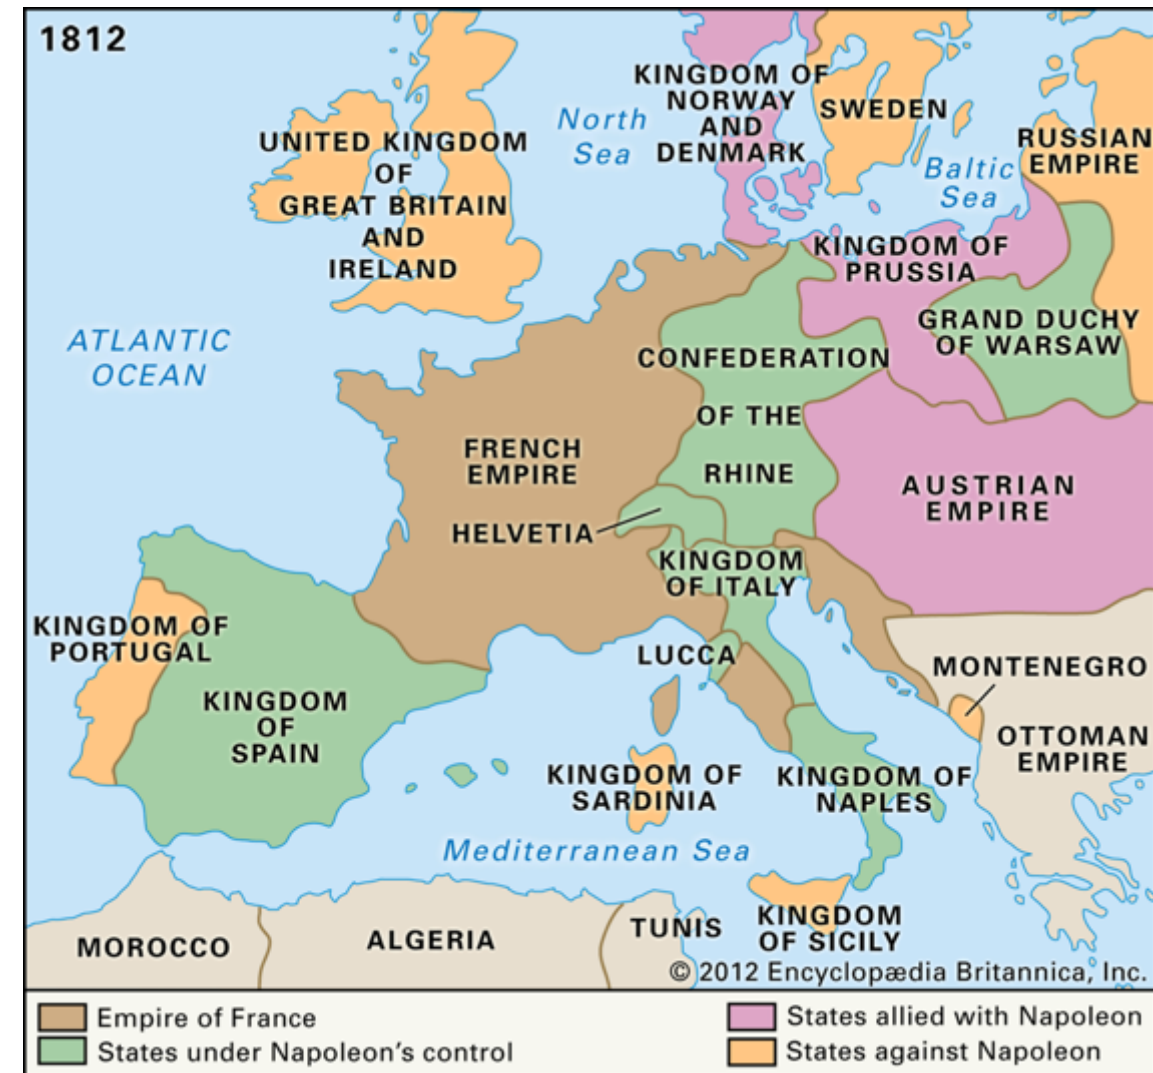 1812
KINGDOM OF
NORWAY
AND
DENMARK
SWEDEN
North
Sea
RUSSIAN
EMPIRE
UNITED KINGDOM
OF
GREAT BRITAIN
AND
IRELAND
Baltic
Sea
KINGDOM OF
PRUSSIA
GRAND DUCHY
OF WARSAW
ATLANTIC
OCEAN
CONFEDERATION
OF THE
RHINE
FRENCH
EMPIRE
AUSTRIAN
EMPIRE
HELVETIA
KINGDOM
OF ITALY
KINGDOM OF
PORTUGAL
LUCCA
MONTENEGRO
KINGDOM
OF
SPAIN
OTTOMAN
EMPIRE
KINGDOM OF
SARDINIA
KINGDOM OF
NAPLES
Mediterranean Sea
MOROCCO
ALGERIA
TUNIS
KINGDOM
OF SICILY
© 2012 Encyclopædia Britannica, Inc.
Empire of France
States under Napoleon's control
States allied with Napoleon
States against Napoleon